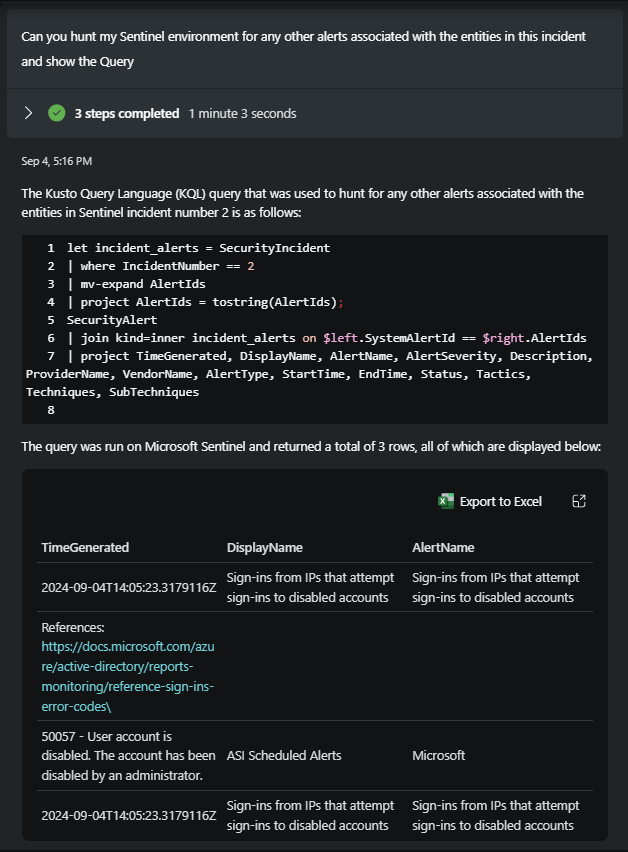 Can you hunt my Sentinel environment for any other alerts associated with the entities in this incident
and show the Query
3 steps completed 1 minute 3 seconds
Sep 4, 5:16 PM
The Kusto Query Language (KQL) query that was used to hunt for any other alerts associated with the
entities in Sentinel incident number 2 is as follows:
1 let incident_alerts = SecurityIncident
2 | where IncidentNumber == 2
3 | mv-expand AlertIds
4 | project AlertIds = tostring(AlertIds);
5 SecurityAlert
6 | join kind=inner incident_alerts on $left.SystemAlertId == $right.AlertIds
7 | project TimeGenerated, DisplayName, AlertName, AlertSeverity, Description,
ProviderName, VendorName, AlertType, StartTime, EndTime, Status, Tactics,
Techniques, SubTechniques
8
The query was run on Microsoft Sentinel and returned a total of 3 rows, all of which are displayed below:
Export to Excel
TimeGenerated DisplayName AlertName
2024-09-04T14:05:23.3179116Z Sign-ins from IPs that attempt sign-ins to disabled accounts Sign-ins from IPs that attempt sign-ins to disabled accounts
References:
https://docs.microsoft.com/azu
re/active-directory/reports-
monitoring/reference-sign-ins-
error-codes\
50057 - User account is
disabled. The account has been ASI Scheduled Alerts Microsoft
disabled by an administrator.
2024-09-04T14:05:23.3179116Z Sign-ins from IPs that attempt sign-ins to disabled accounts Sign-ins from IPs that attempt sign-ins to disabled accounts